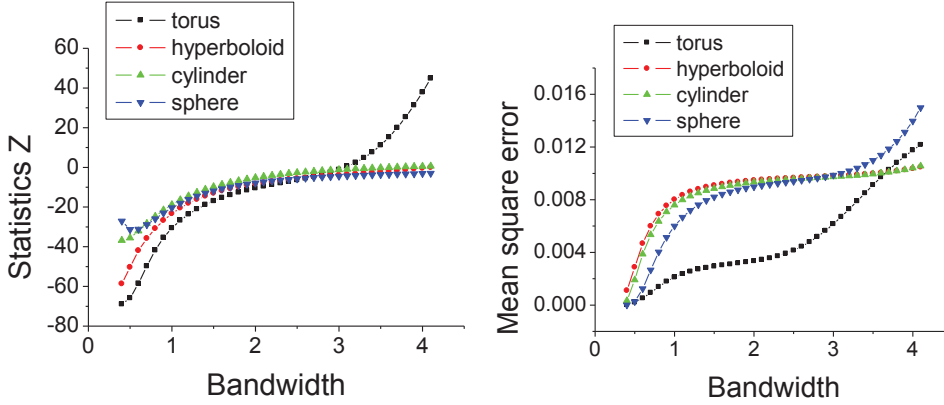 torus
hyperboloid
cylinder
sphere
60
40
20
0
-20
-40
-60
-80
Statistics Z
0 1 2 3 4
Bandwidth
torus
hyperboloid
cylinder
sphere
0.016
0.012
0.008
0.004
0.000
Mean square error
0 1 2 3 4
Bandwidth